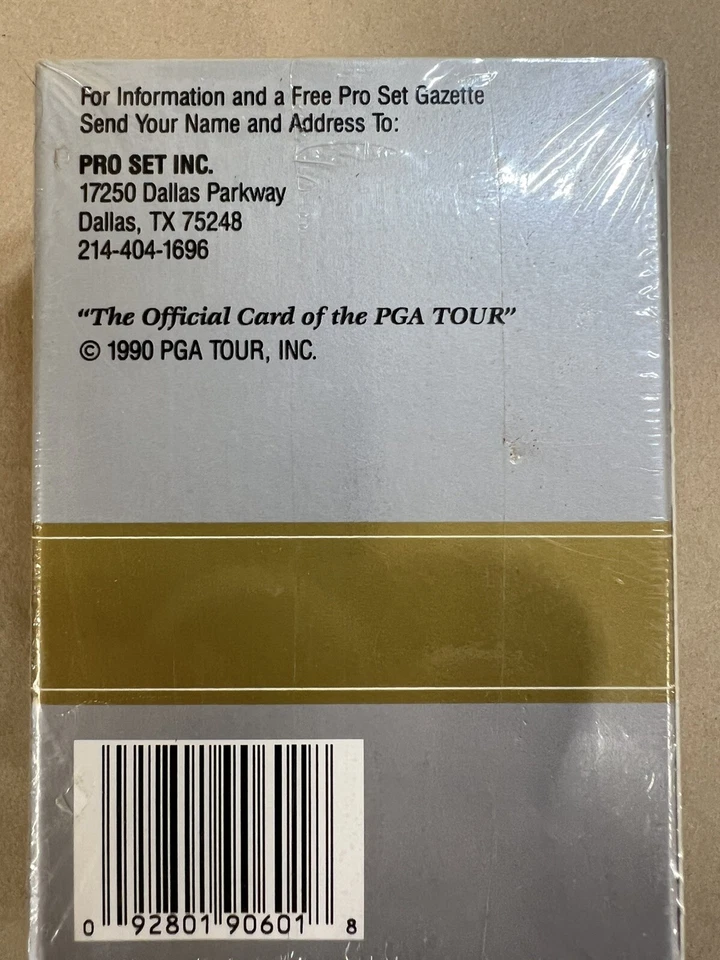 For Information and a Free Pro Set Gazette
Send Your Name and Address To:
PRO SET INC.
17250 Dallas Parkway
Dallas, TX 75248
214-404-1696
“The Official Card of the PGA TOUR”
© 1990 PGA TOUR, INC.
0 92801 90601 8